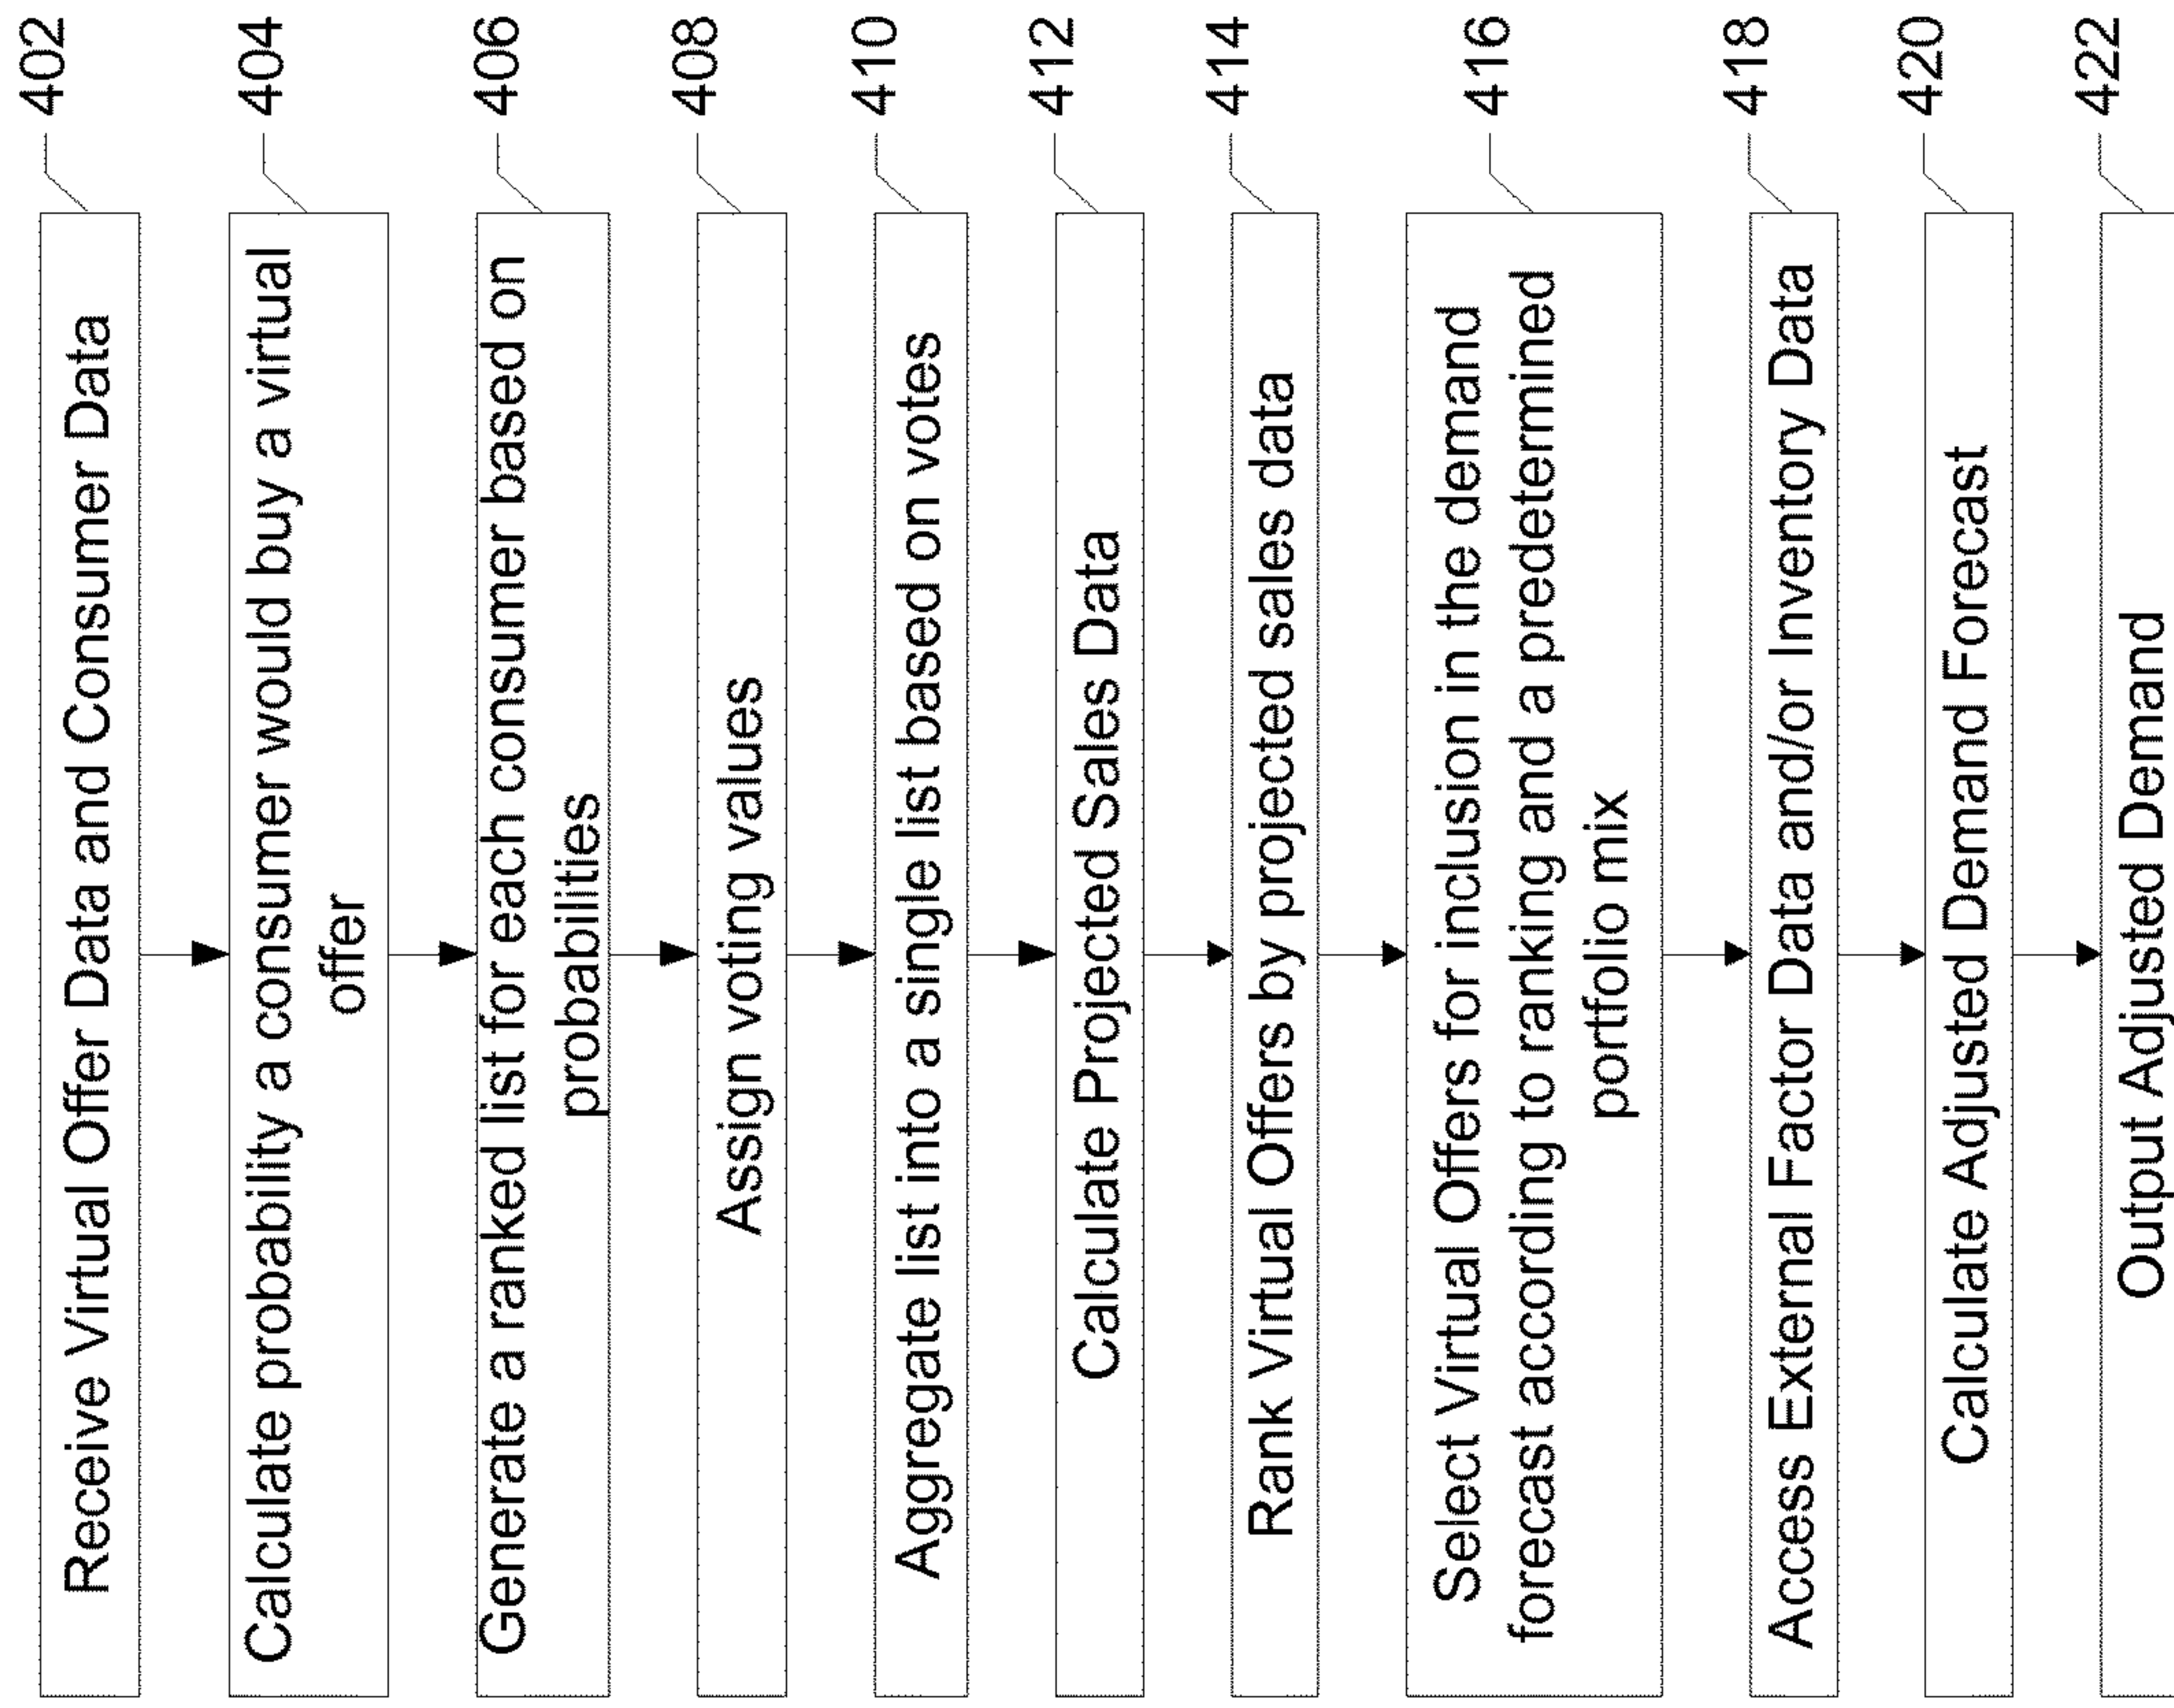 402
Receive Virtual Offer Data and Consumer Data
404
Calculate probability a consumer would buy a virtual
offer
406
Generate a ranked list for each consumer based on
probabilities
408
Assign voting values
410
Aggregate list into a single list based on votes
412
Calculate Projected Sales Data
414
Rank Virtual Offers by projected sales data
416
Select Virtual Offers for inclusion in the demand
forecast according to ranking and a predetermined
portfolio mix
418
Access External Factor Data and/or Inventory Data
420
Calculate Adjusted Demand Forecast
422
Output Adjusted Demand